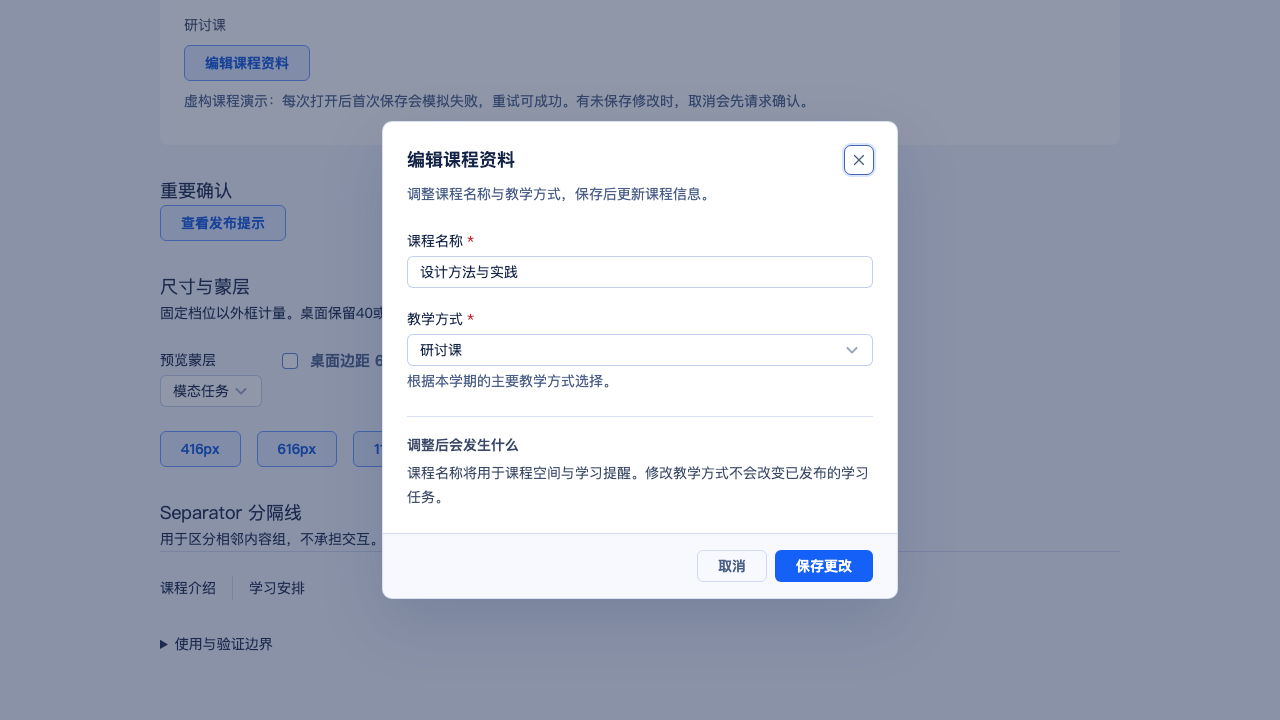 研讨课
编辑课程资料
虚构课程演示：每次打开后首次保存会模拟失败，重试可成功。有未保存修改时，取消会先请求确认。
重要确认
查看发布提示
尺寸与蒙层
固定档位以外框计量。桌面保留40或
预览蒙层
桌面边距 6
模态任务
416px
616px
Separator 分隔线
用于区分相邻内容组，不承担交互。
课程介绍
学习安排
使用与验证边界
编辑课程资料
调整课程名称与教学方式，保存后更新课程信息。
课程名称 *
设计方法与实践
教学方式 *
研讨课
根据本学期的主要教学方式选择。
调整后会发生什么
课程名称将用于课程空间与学习提醒。修改教学方式不会改变已发布的学习
任务。
取消
保存更改